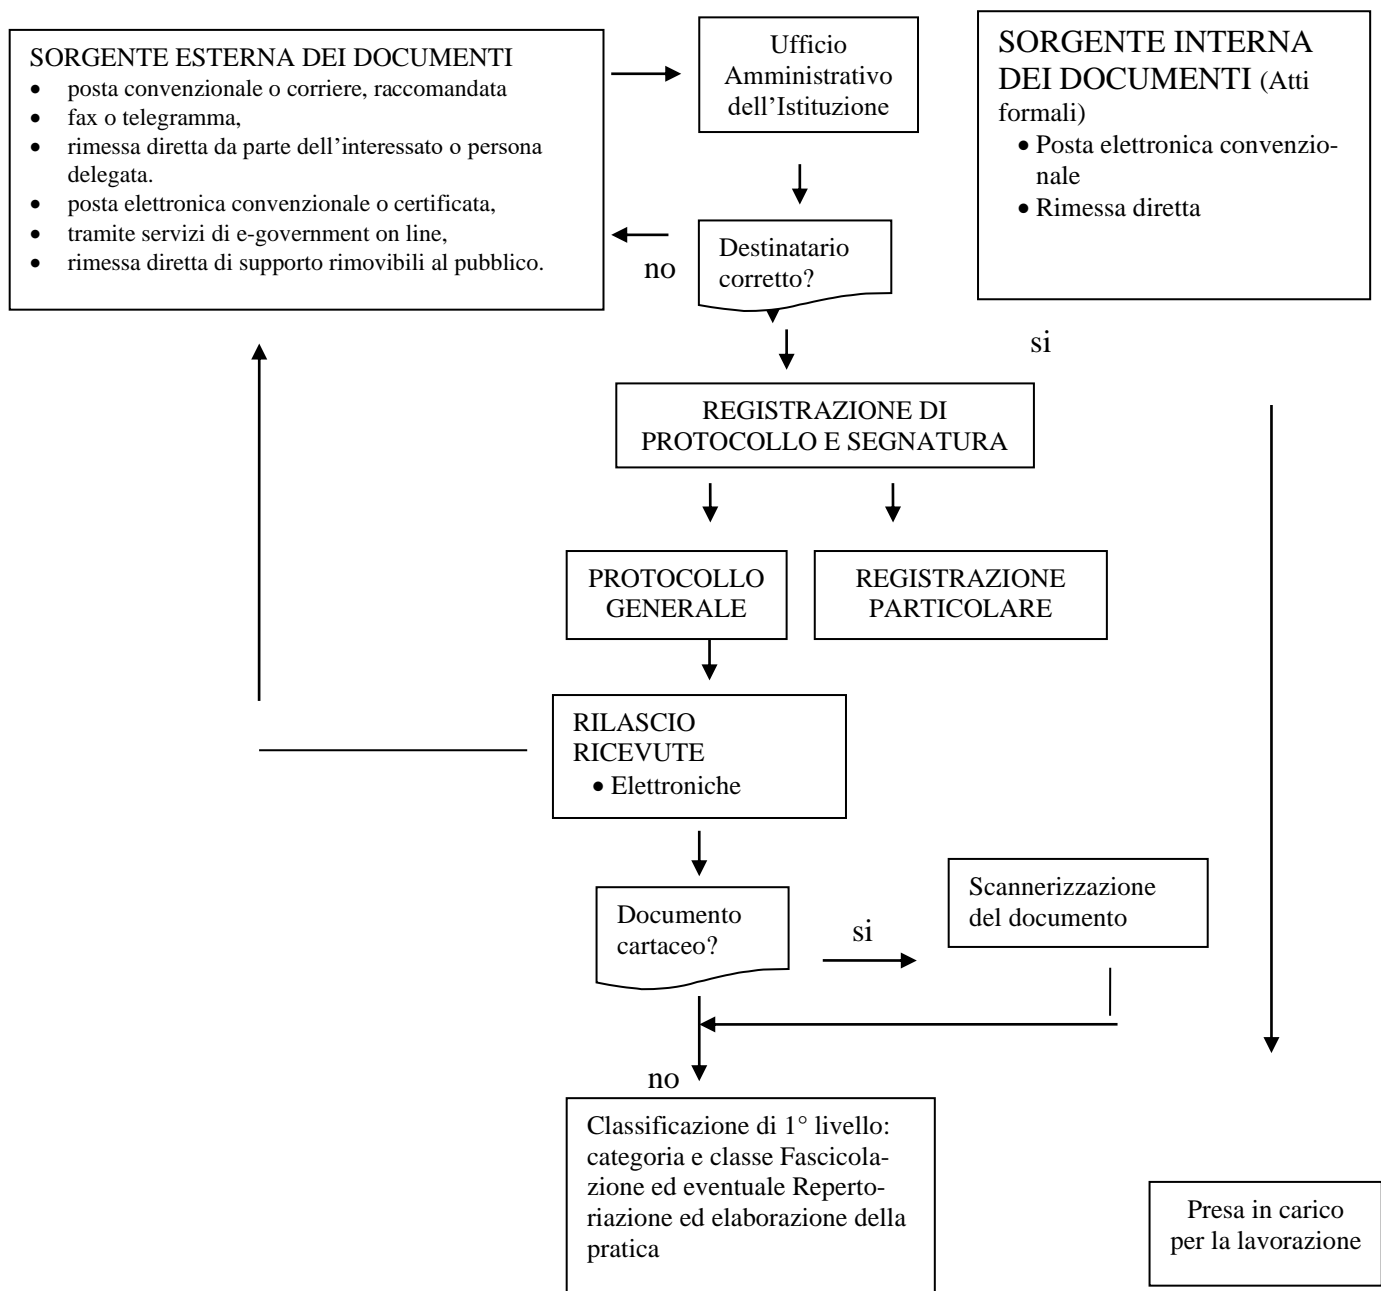 SORGENTE ESTERNA DEI DOCUMENTI
• posta convenzionale o corriere, raccomandata
• fax o telegramma,
• rimessa diretta da parte dell’interessato o persona
delegata.
• posta elettronica convenzionale o certificata,
• tramite servizi di e-government on line,
• rimessa diretta di supporto rimovibili al pubblico.
Ufficio
Amministrativo
dell’Istituzione
SORGENTE INTERNA
DEI DOCUMENTI (Atti
formali)
• Posta elettronica convenzio-
nale
• Rimessa diretta
no
Destinatario
corretto?
si
REGISTRAZIONE DI
PROTOCOLLO E SEGNATURA
PROTOCOLLO
GENERALE
REGISTRAZIONE
PARTICOLARE
RILASCIO
RICEVUTE
• Elettroniche
Documento
cartaceo?
si
Scannerizzazione
del documento
no
Classificazione di 1° livello:
categoria e classe Fascicola-
zione ed eventuale Reperto-
riazione ed elaborazione della
pratica
Presa in carico
per la lavorazione